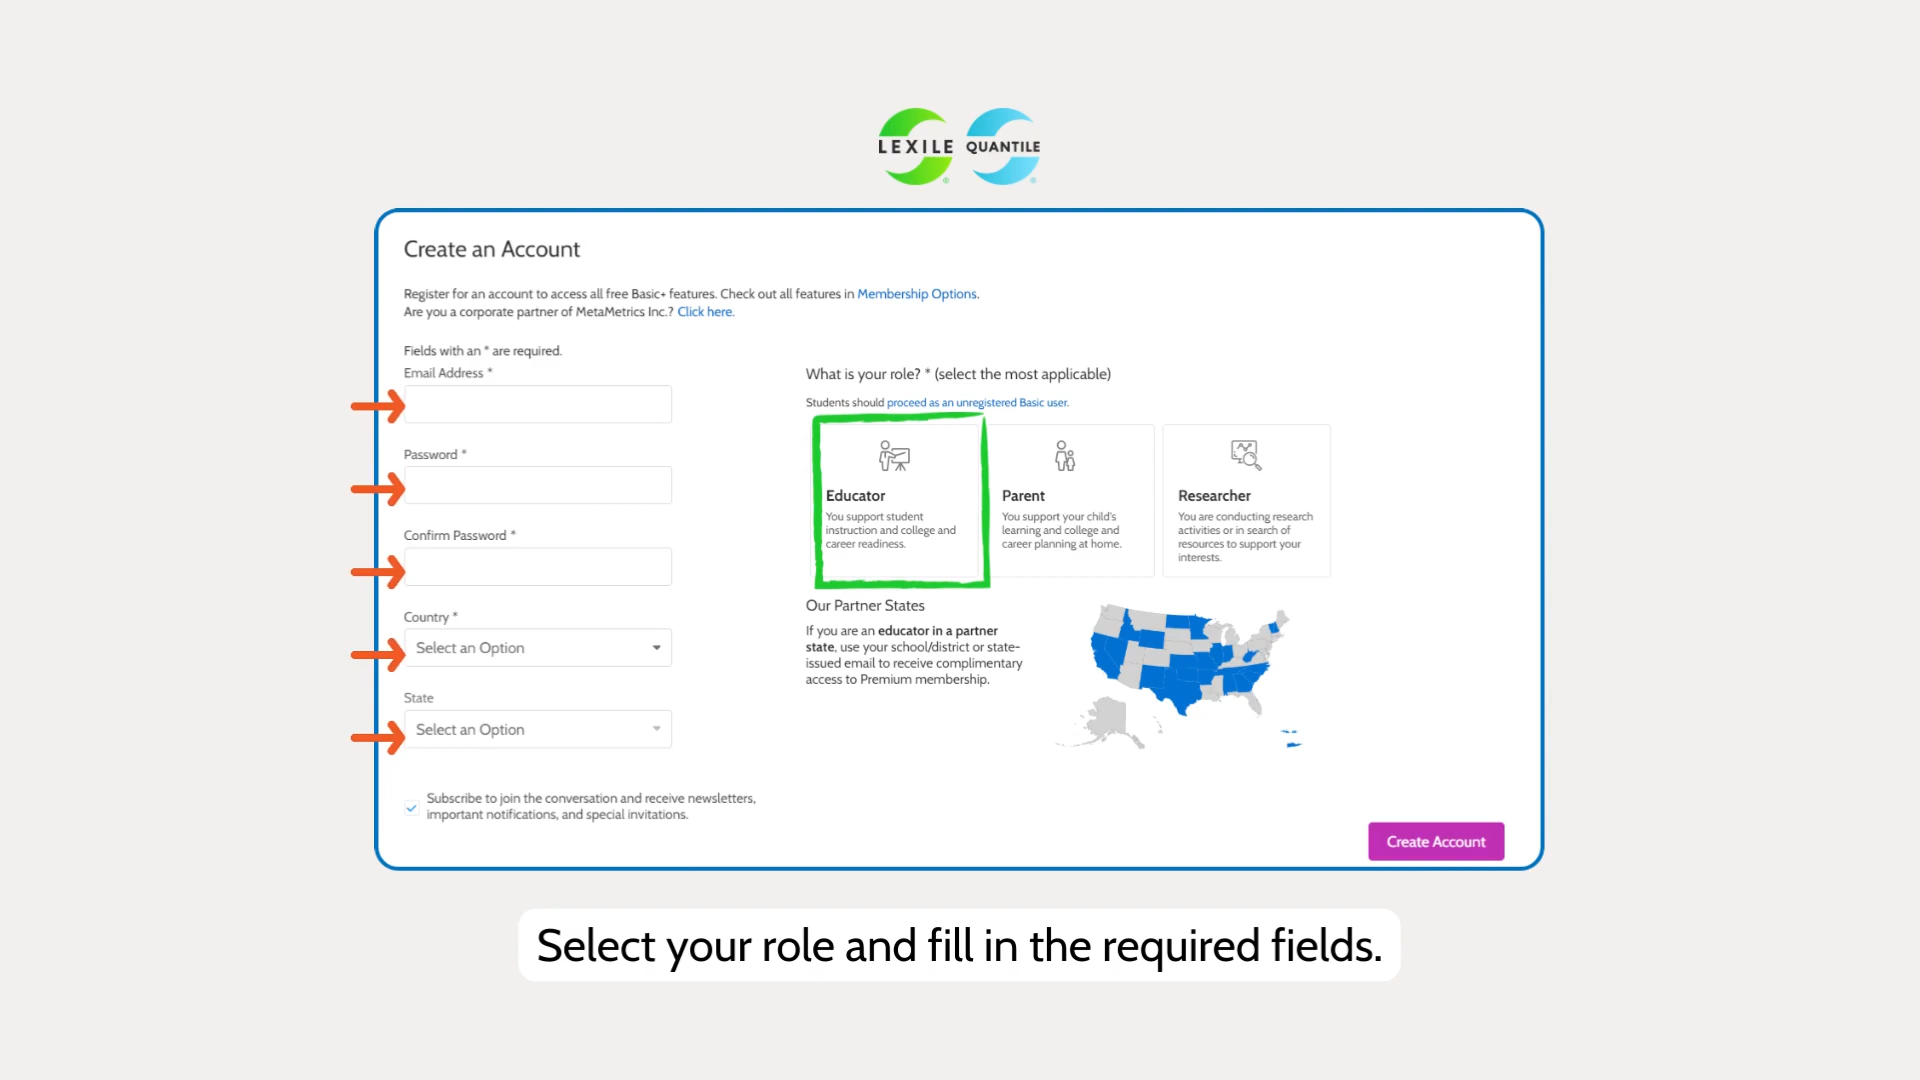 LEXILE QUANTILE
® ®
Create an Account
Register for an account to access all free Basic+ features. Check out all features in Membership Options.
Are you a corporate partner of MetaMetrics Inc.? Click here.
Fields with an * are required.
Email Address *
Password *
Confirm Password *
Country *
Select an Option
State
Select an Option
Subscribe to join the conversation and receive newsletters,
important notifications, and special invitations.
What is your role? * (select the most applicable)
Students should proceed as an unregistered Basic user.
Educator
You support student
instruction and college and
career readiness.
Parent
You support your child's
learning and college and
career planning at home.
Researcher
You are conducting research
activities or in search of
resources to support your
interests.
Our Partner States
If you are an educator in a partner
state, use your school/district or state-
issued email to receive complimentary
access to Premium membership.
Create Account
Select your role and fill in the required fields.